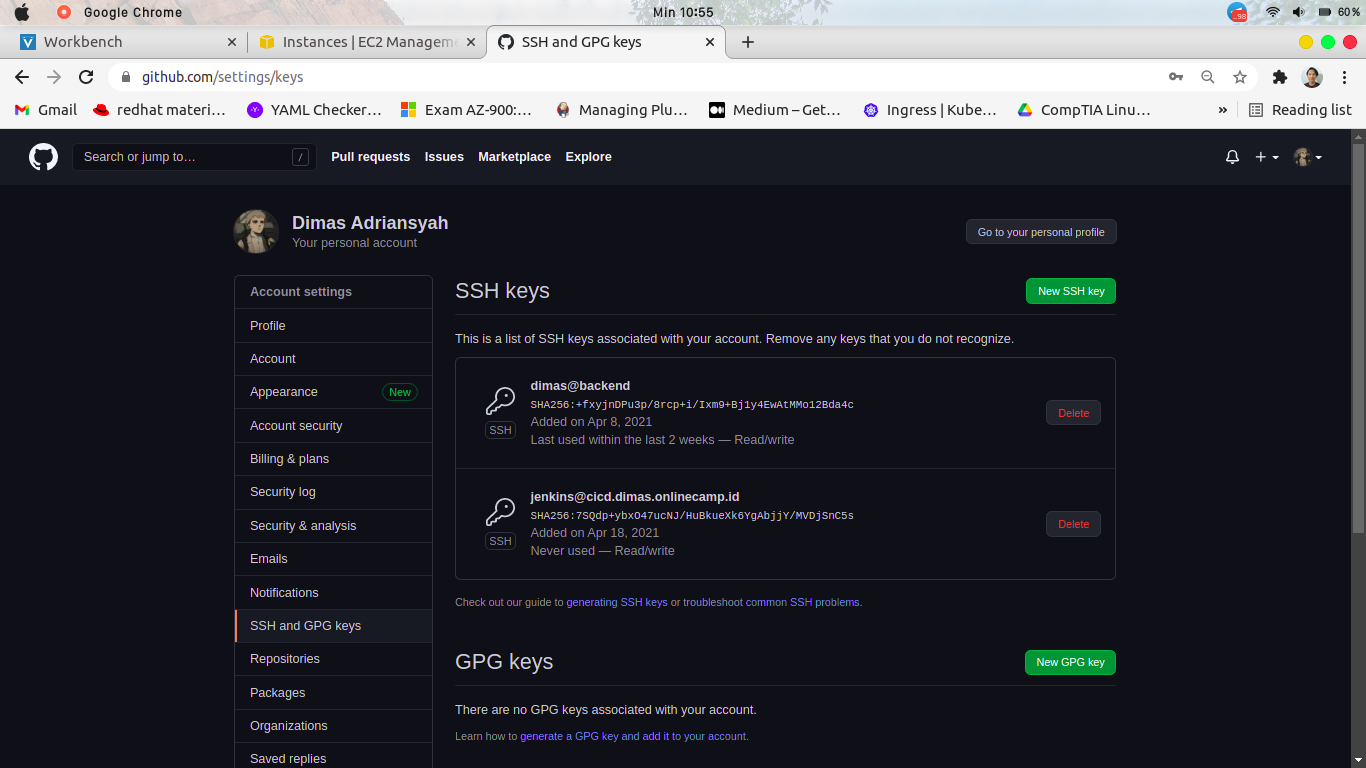 Google Chrome
Min 10:55
98
60%
Workbench
Instances | EC2 Managem
SSH and GPG keys
github.com/settings/keys
Gmail
redhat materi…
YAML Checker…
Exam AZ-900:…
Managing Plu…
Medium – Get…
Ingress | Kube…
CompTIA Linu…
»
Reading list
Search or jump to…
/
Pull requests
Issues
Marketplace
Explore
Dimas Adriansyah
Your personal account
Go to your personal profile
Account settings
Profile
Account
Appearance
New
Account security
Billing & plans
Security log
Security & analysis
Emails
Notifications
SSH and GPG keys
Repositories
Packages
Organizations
Saved replies
SSH keys
New SSH key
This is a list of SSH keys associated with your account. Remove any keys that you do not recognize.
SSH
dimas@backend
SHA256:+fxyjnDPu3p/8rcp+i/Ixm9+Bj1y4EwAtMMo12Bda4c
Added on Apr 8, 2021
Last used within the last 2 weeks — Read/write
Delete
SSH
jenkins@cicd.dimas.onlinecamp.id
SHA256:7SQdp+ybxO47ucNJ/HuBkueXk6YgAbjjY/MVDjSnC5s
Added on Apr 18, 2021
Never used — Read/write
Delete
Check out our guide to generating SSH keys or troubleshoot common SSH problems.
GPG keys
New GPG key
There are no GPG keys associated with your account.
Learn how to generate a GPG key and add it to your account.